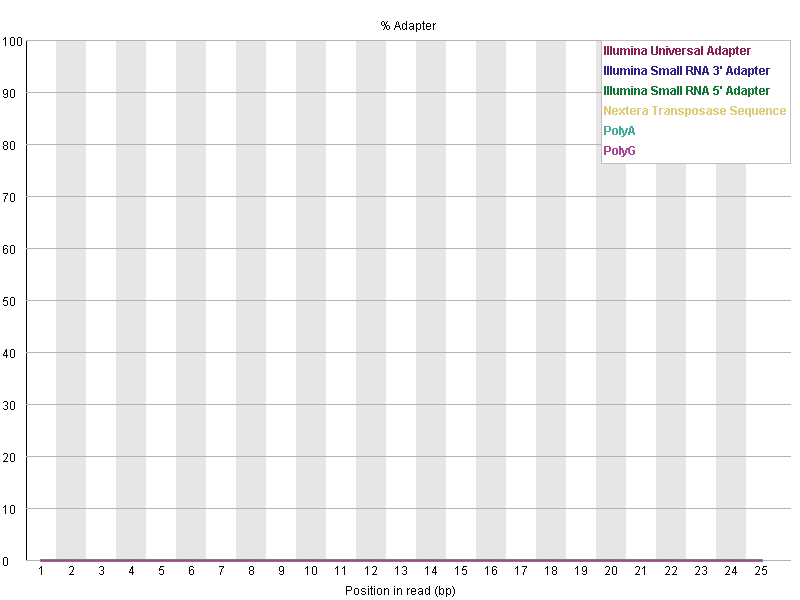 % Adapter
100
90
80
70
60
50
40
30
20
10
0
Illumina Universal Adapter
Illumina Small RNA 3' Adapter
Illumina Small RNA 5' Adapter
Nextera Transposase Sequence
PolyA
PolyG
1 2 3 4 5 6 7 8 9 10 11 12 13 14 15 16 17 18 19 20 21 22 23 24 25
Position in read (bp)